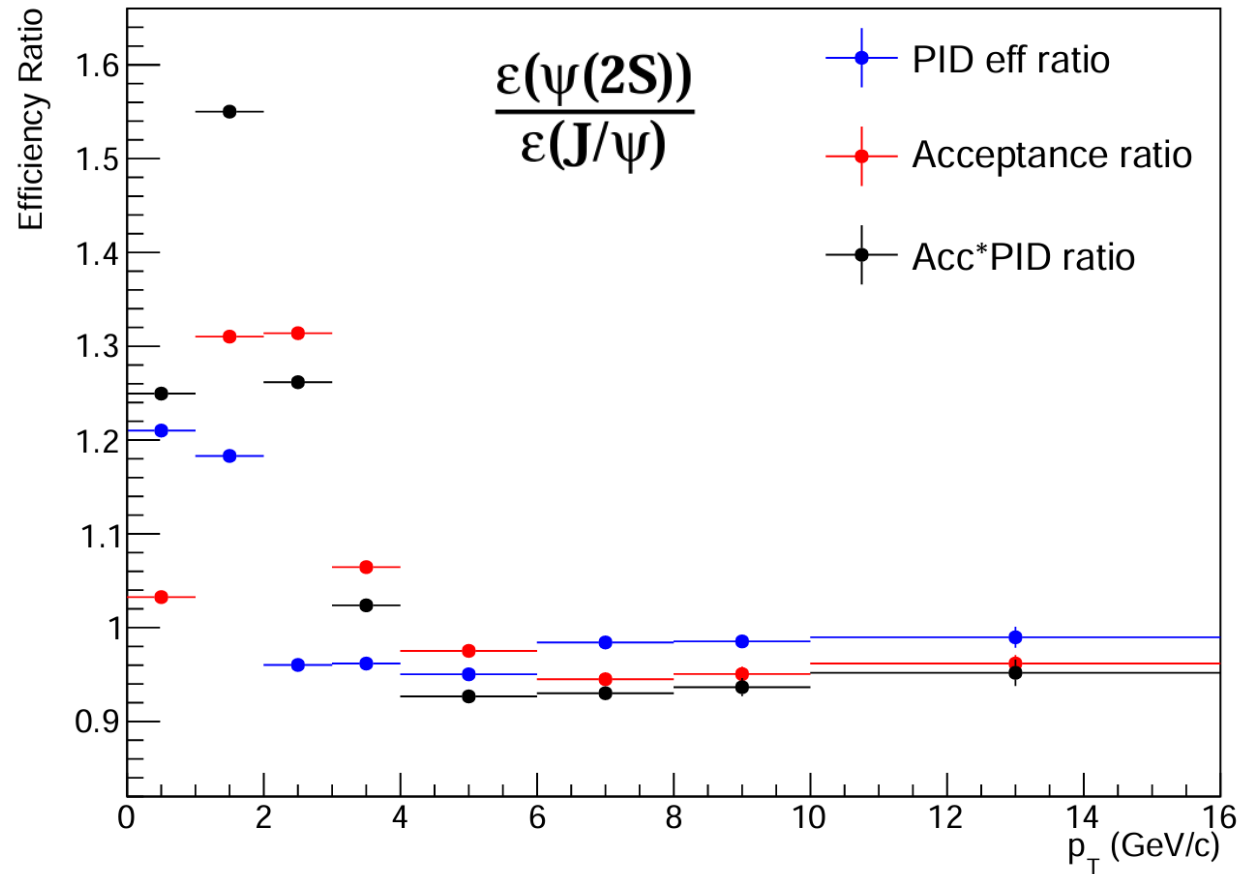 Efficiency Ratio
1.6
1.5
1.4
1.3
1.2
1.1
1
0.9
ε(ψ(2S))
ε(J/ψ)
PID eff ratio
Acceptance ratio
Acc*PID ratio
0 2 4 6 8 10 12 14 16
p_T (GeV/c)